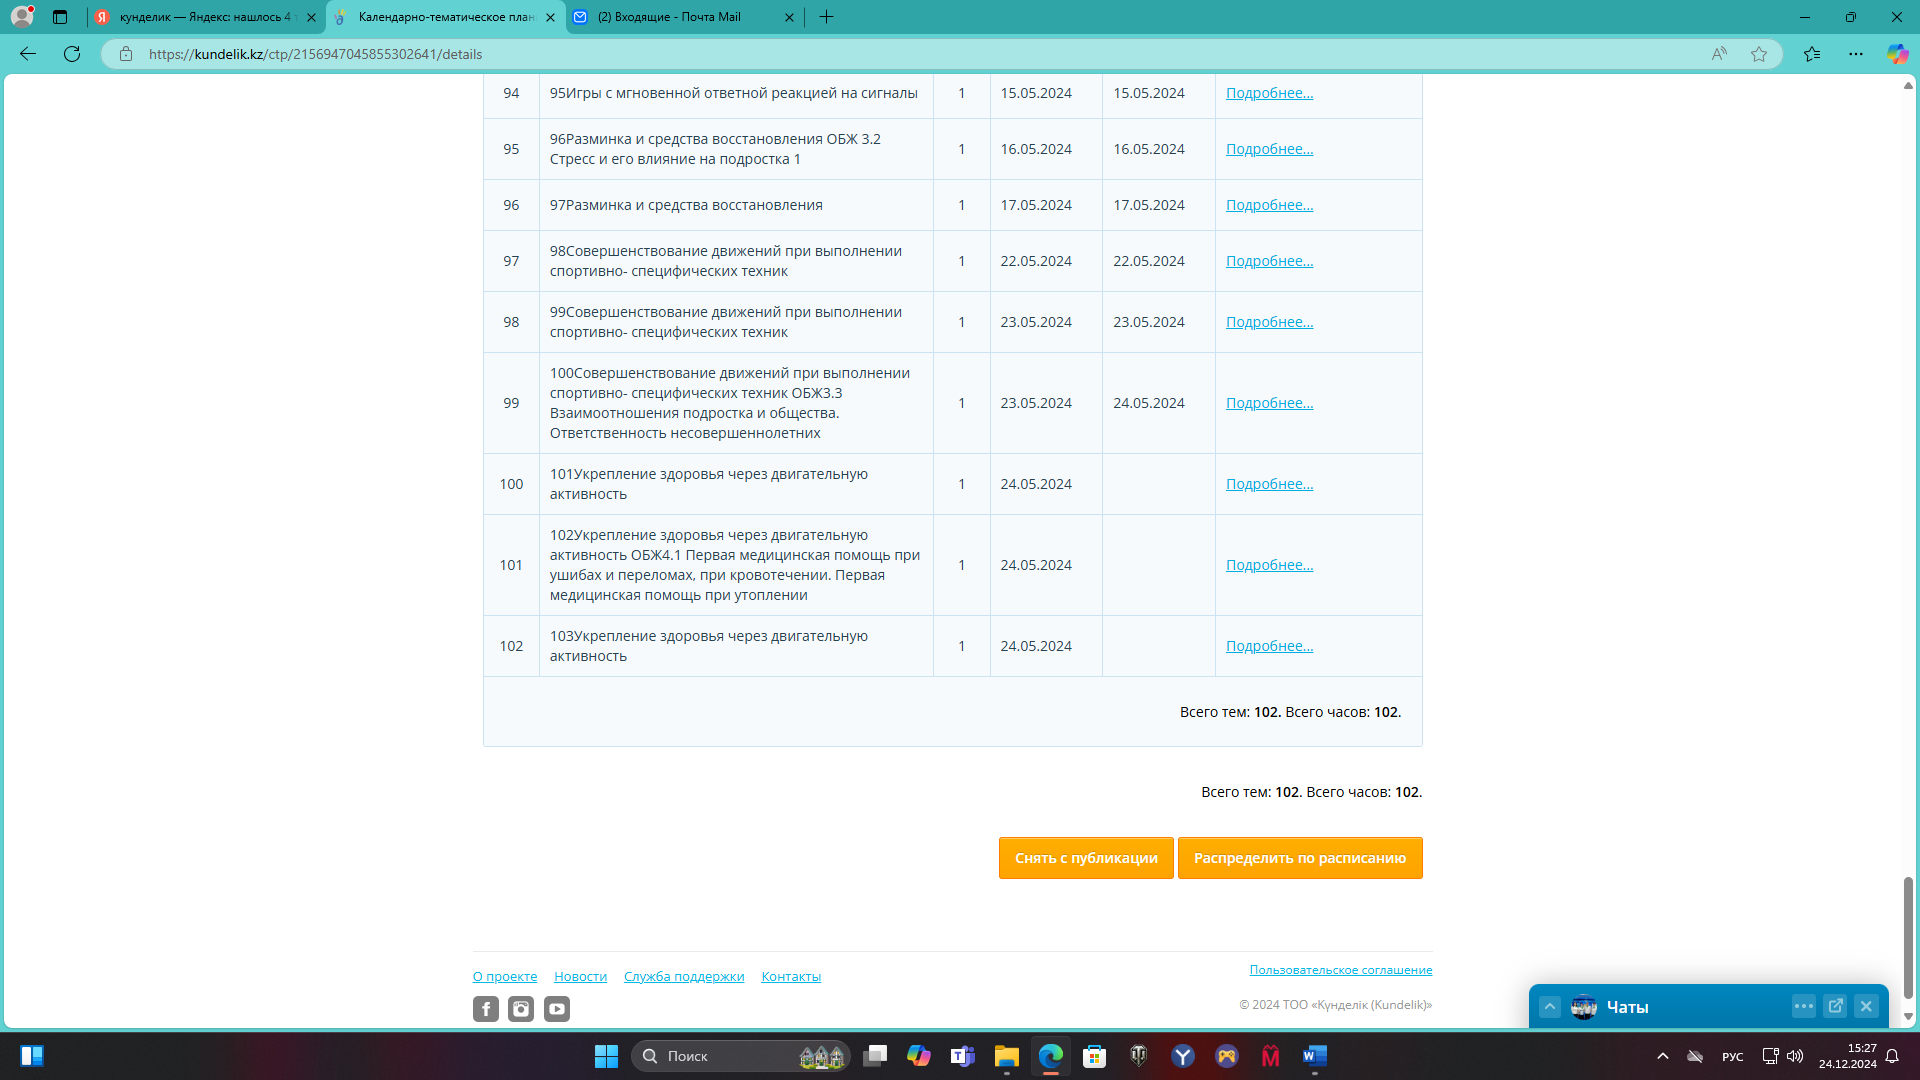 кунделик — Яндекс: нашлось 4 т
Календарно-тематическое план
(2) Входящие - Почта Mail
https://kundelik.kz/ctp/2156947045855302641/details
94 95Игры с мгновенной ответной реакцией на сигналы 1 15.05.2024 15.05.2024 Подробнее...
95 96Разминка и средства восстановления ОБЖ 3.2
Стресс и его влияние на подростка 1 1 16.05.2024 16.05.2024 Подробнее...
96 97Разминка и средства восстановления 1 17.05.2024 17.05.2024 Подробнее...
97 98Совершенствование движений при выполнении
спортивно- специфических техник 1 22.05.2024 22.05.2024 Подробнее...
98 99Совершенствование движений при выполнении
спортивно- специфических техник 1 23.05.2024 23.05.2024 Подробнее...
99 100Совершенствование движений при выполнении
спортивно- специфических техник ОБЖ3.3
Взаимоотношения подростка и общества.
Ответственность несовершеннолетних 1 23.05.2024 24.05.2024 Подробнее...
100 101Укрепление здоровья через двигательную
активность 1 24.05.2024 Подробнее...
101 102Укрепление здоровья через двигательную
активность ОБЖ4.1 Первая медицинская помощь при
ушибах и переломах, при кровотечении. Первая
медицинская помощь при утоплении 1 24.05.2024 Подробнее...
102 103Укрепление здоровья через двигательную
активность 1 24.05.2024 Подробнее...
Всего тем: 102. Всего часов: 102.
Всего тем: 102. Всего часов: 102.
Снять с публикации
Распределить по расписанию
О проекте Новости Служба поддержки Контакты
Пользовательское соглашение
© 2024 ТОО «Күнделік (Kundelik)»
Чаты
Поиск
РУС
15:27
24.12.2024